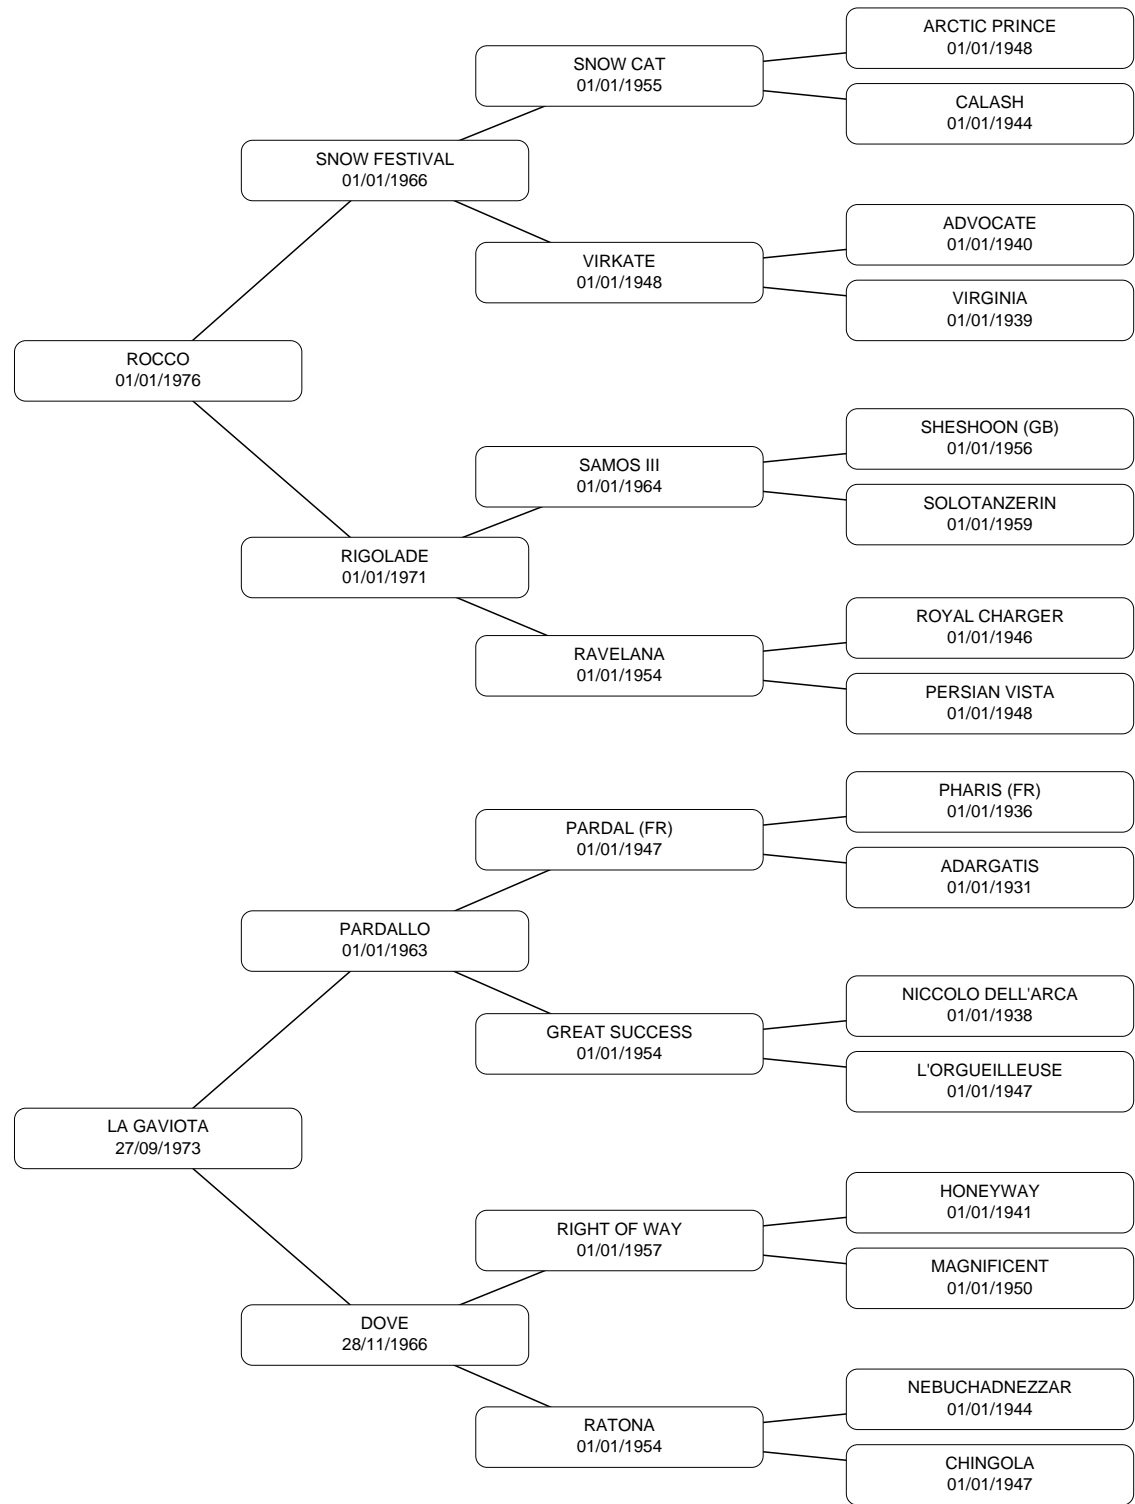 ARCTIC PRINCE
01/01/1948
SNOW CAT
01/01/1955
CALASH
01/01/1944
SNOW FESTIVAL
01/01/1966
ADVOCATE
01/01/1940
VIRKATE
01/01/1948
VIRGINIA
01/01/1939
ROCCO
01/01/1976
SHESHOON (GB)
01/01/1956
SAMOS III
01/01/1964
SOLOTANZERIN
01/01/1959
RIGOLADE
01/01/1971
ROYAL CHARGER
01/01/1946
RAVELANA
01/01/1954
PERSIAN VISTA
01/01/1948
PHARIS (FR)
01/01/1936
PARDAL (FR)
01/01/1947
ADARGATIS
01/01/1931
PARDALLO
01/01/1963
NICCOLO DELL'ARCA
01/01/1938
GREAT SUCCESS
01/01/1954
L'ORGUEILLEUSE
01/01/1947
LA GAVIOTA
27/09/1973
HONEYWAY
01/01/1941
RIGHT OF WAY
01/01/1957
MAGNIFICENT
01/01/1950
DOVE
28/11/1966
NEBUCHADNEZZAR
01/01/1944
RATONA
01/01/1954
CHINGOLA
01/01/1947